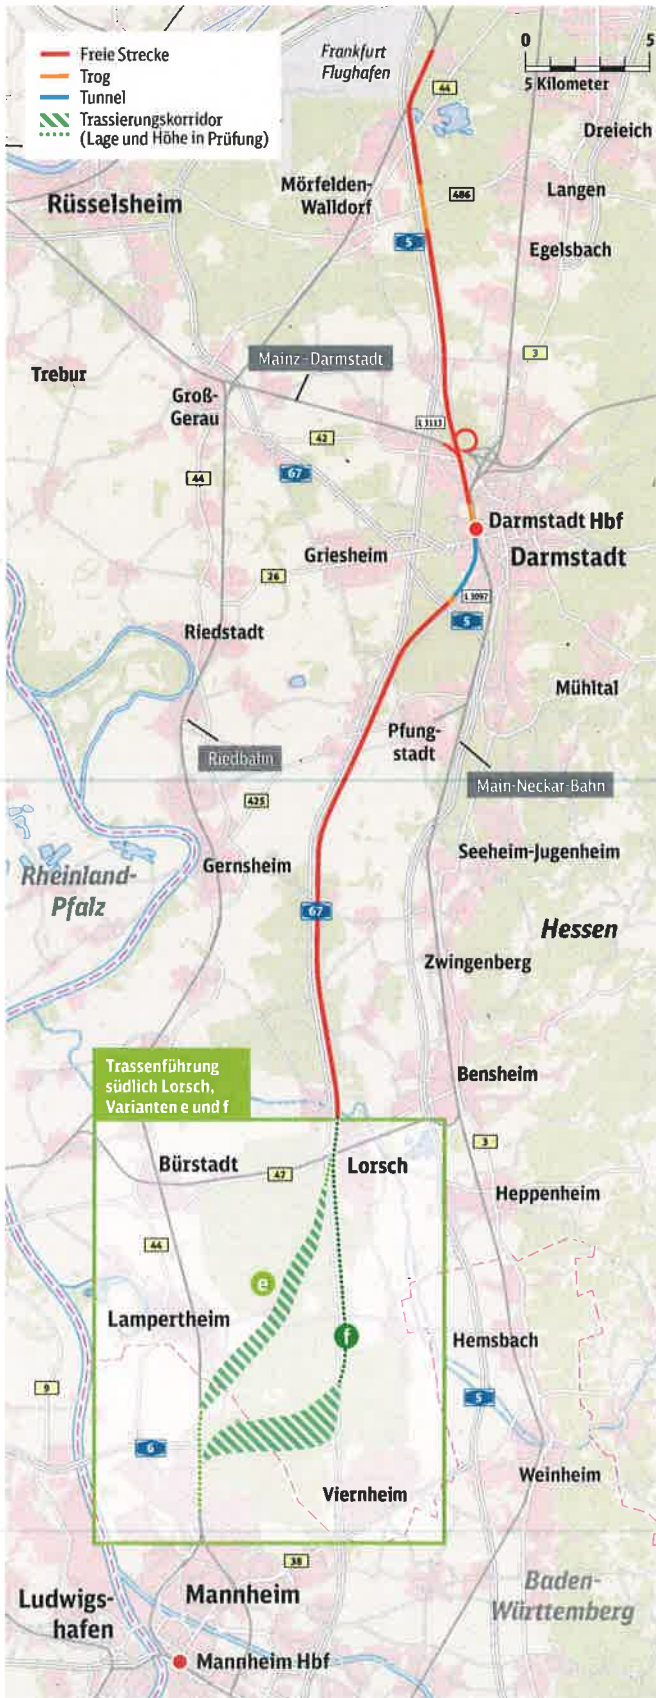 Freie Strecke
Trog
Tunnel
Trassierungskorridor
(Lage und Höhe in Prüfung)
Frankfurt
Flughafen
0 5
5 Kilometer
44
Dreieich
Mörfelden-
Walldorf
486
Langen
Rüsselsheim
5
Egelsbach
Mainz-Darmstadt
3
Trebur
Groß-
Gerau
L 3113
42
67
44
Darmstadt Hbf
Griesheim
Darmstadt
26
L 3097
5
Riedstadt
Mühltal
Pfung-
stadt
Riedbahn
Main-Neckar-Bahn
425
Seeheim-Jugenheim
Gernsheim
Rheinland-
Pfalz
67
Hessen
Zwingenberg
Trassenführung
südlich Lorsch,
Varianten e und f
Bensheim
3
Bürstadt
Lorsch
47
Heppenheim
44
e
Lampertheim
f
Hemsbach
9
5
6
Weinheim
Viernheim
38
Baden-
Württemberg
Ludwigs-
hafen
Mannheim
Mannheim Hbf